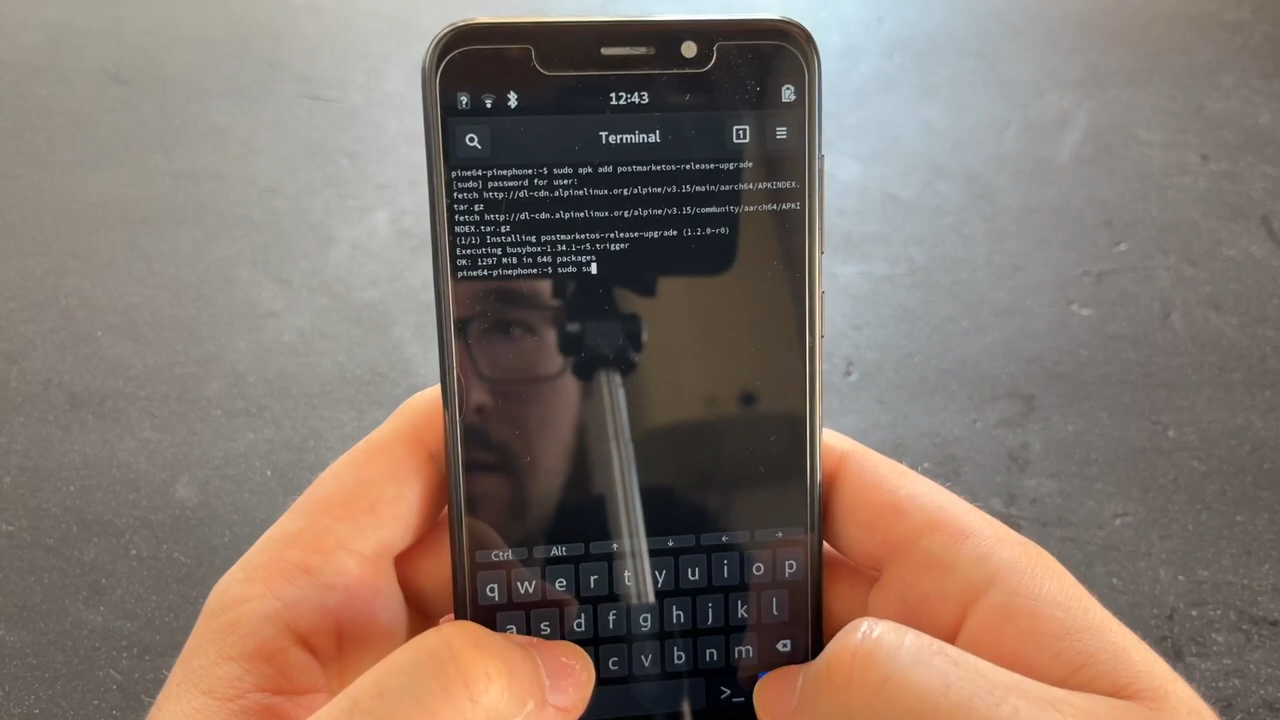 12:43
Terminal
1
pine64-pinephone:~$ sudo apk add postmarketos-release-upgrade
[sudo] password for user:
fetch http://dl-cdn.alpinelinux.org/alpine/v3.15/main/aarch64/APKINDEX.
tar.gz
fetch http://dl-cdn.alpinelinux.org/alpine/v3.15/community/aarch64/APKI
NDEX.tar.gz
(1/1) Installing postmarketos-release-upgrade (1.2.0-r0)
Executing busybox-1.34.1-r5.trigger
OK: 1297 MiB in 646 packages
pine64-pinephone:~$ sudo su
Ctrl Alt ↑ ↓ ← →
q w e r t y u i o p
a s d f g h j k l
c v b n m
>_